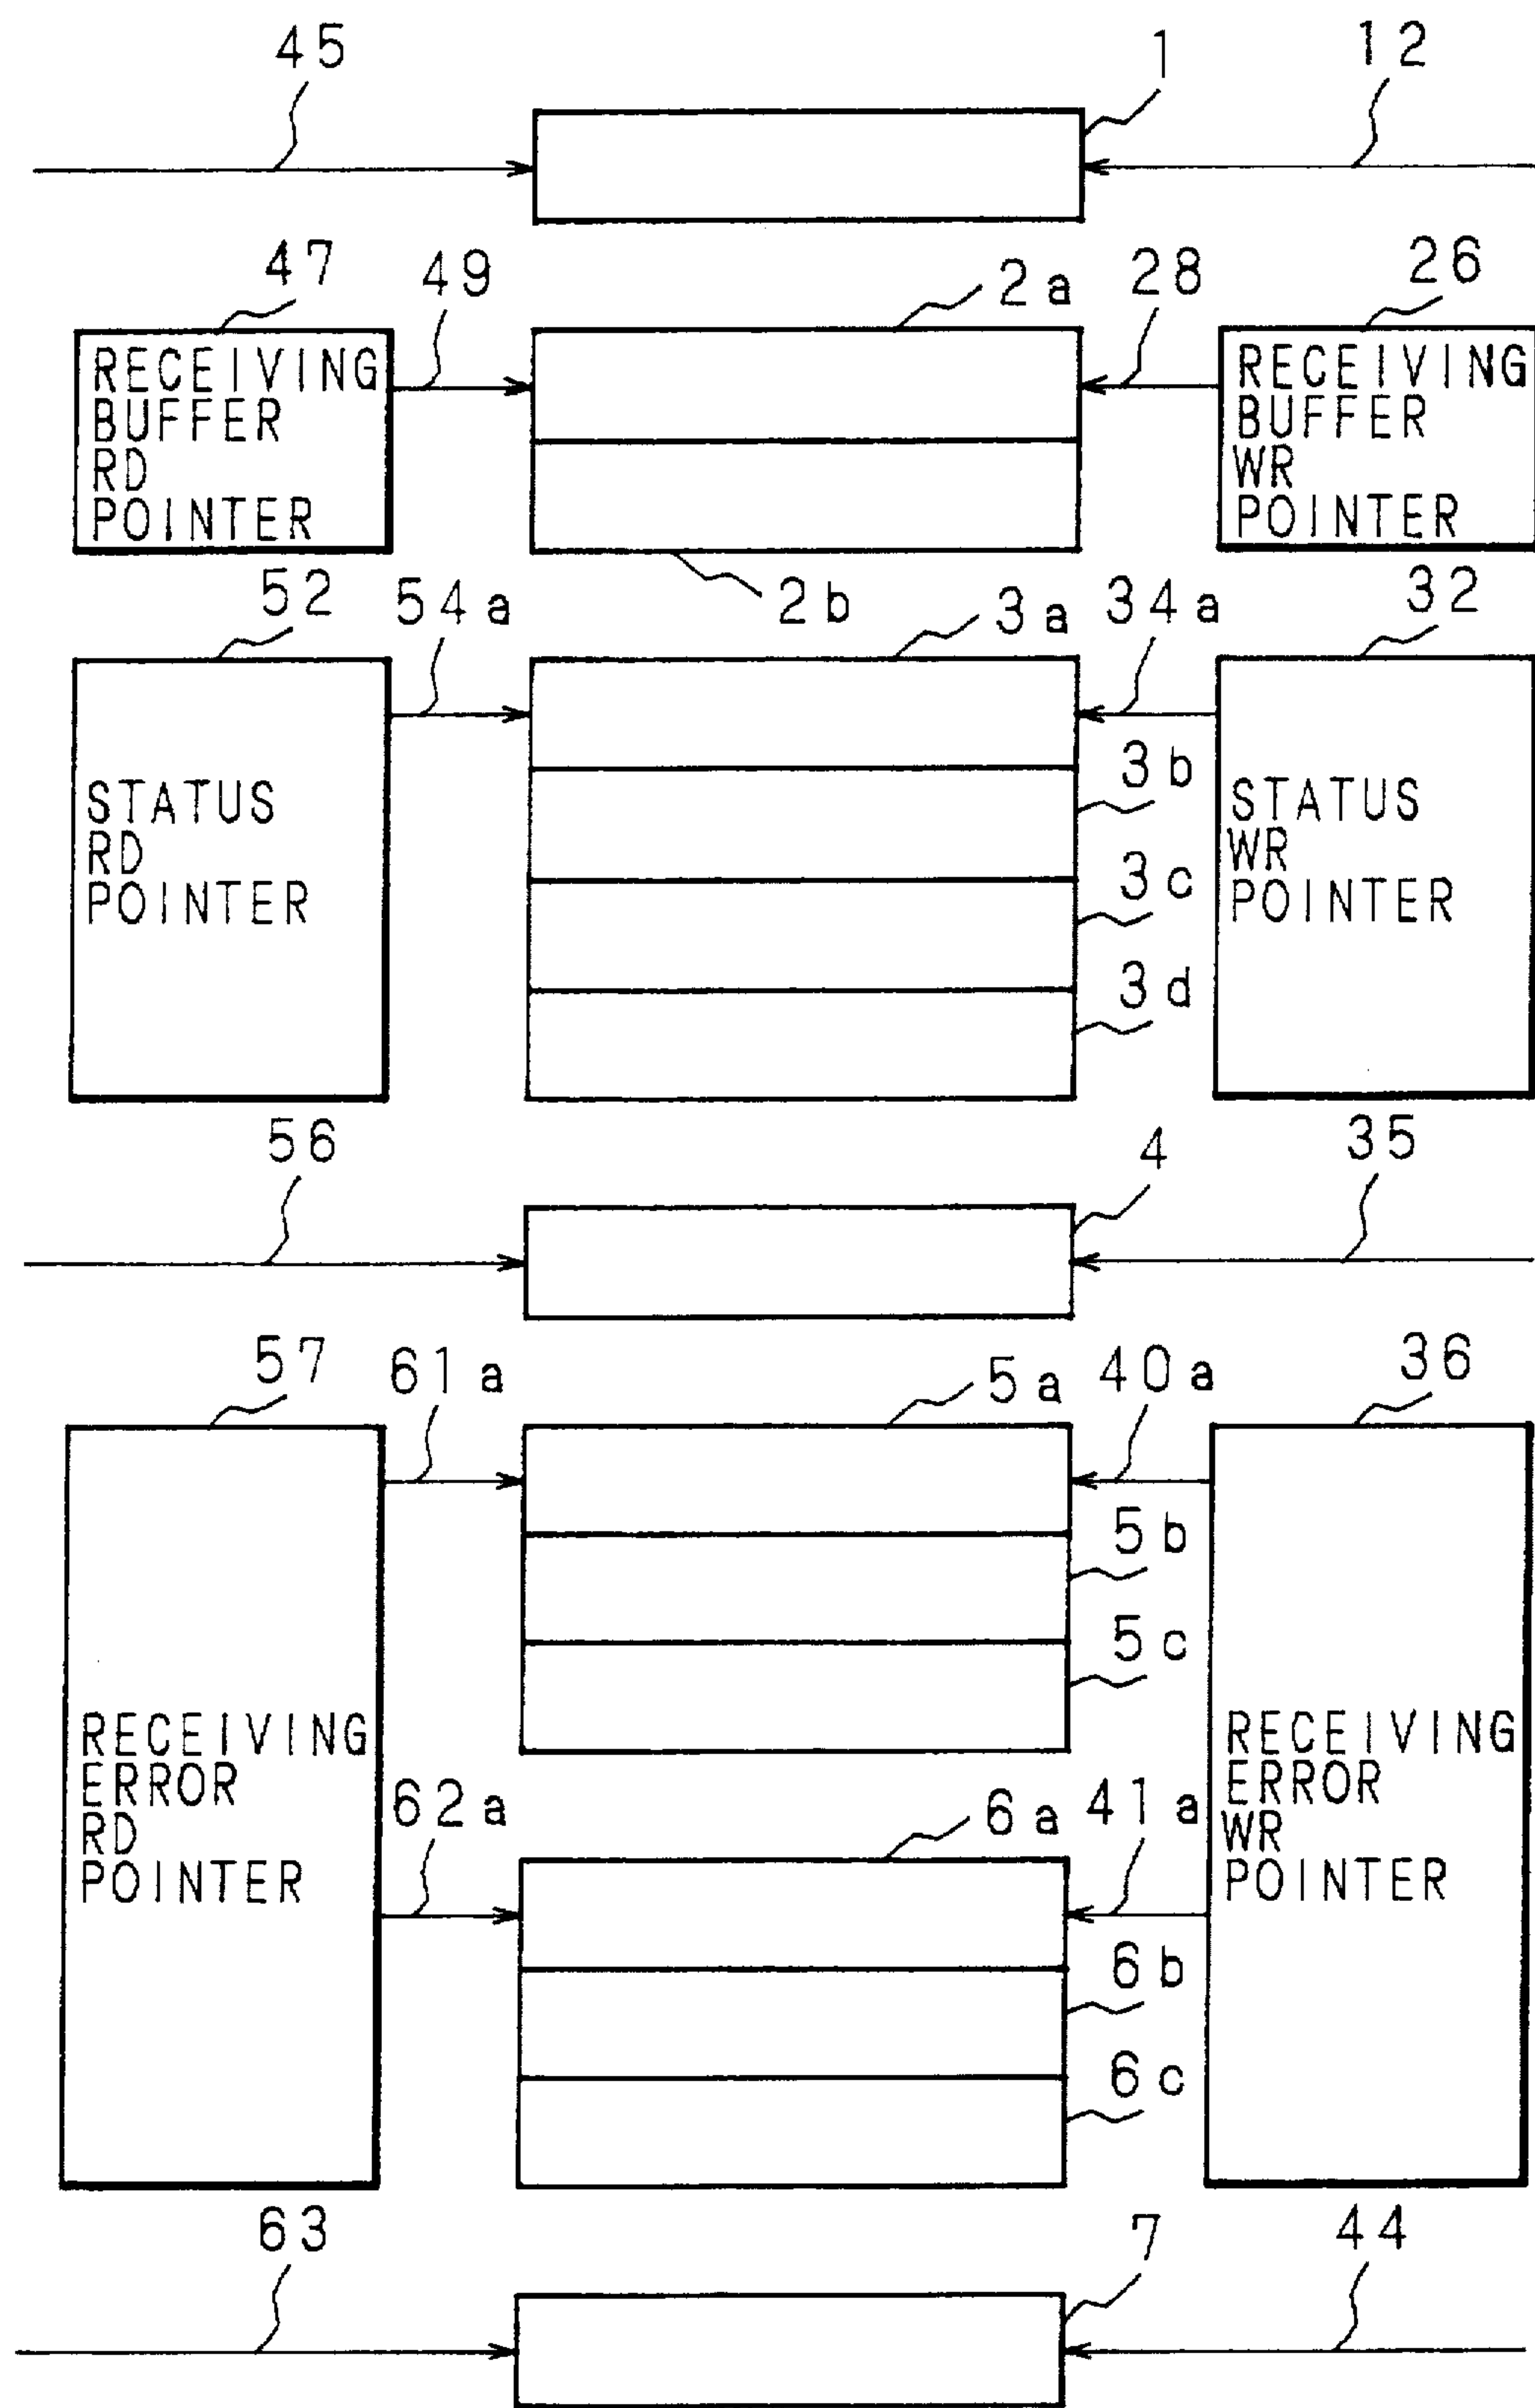 45
1
12
47
49
2a
28
26
RECEIVING
BUFFER
RD
POINTER
RECEIVING
BUFFER
WR
POINTER
52
54a
2b
3a
34a
32
3b
STATUS
RD
POINTER
STATUS
WR
POINTER
3c
3d
56
4
35
57
61a
5a
40a
36
5b
5c
RECEIVING
ERROR
RD
POINTER
RECEIVING
ERROR
WR
POINTER
62a
6a
41a
6b
6c
63
7
44